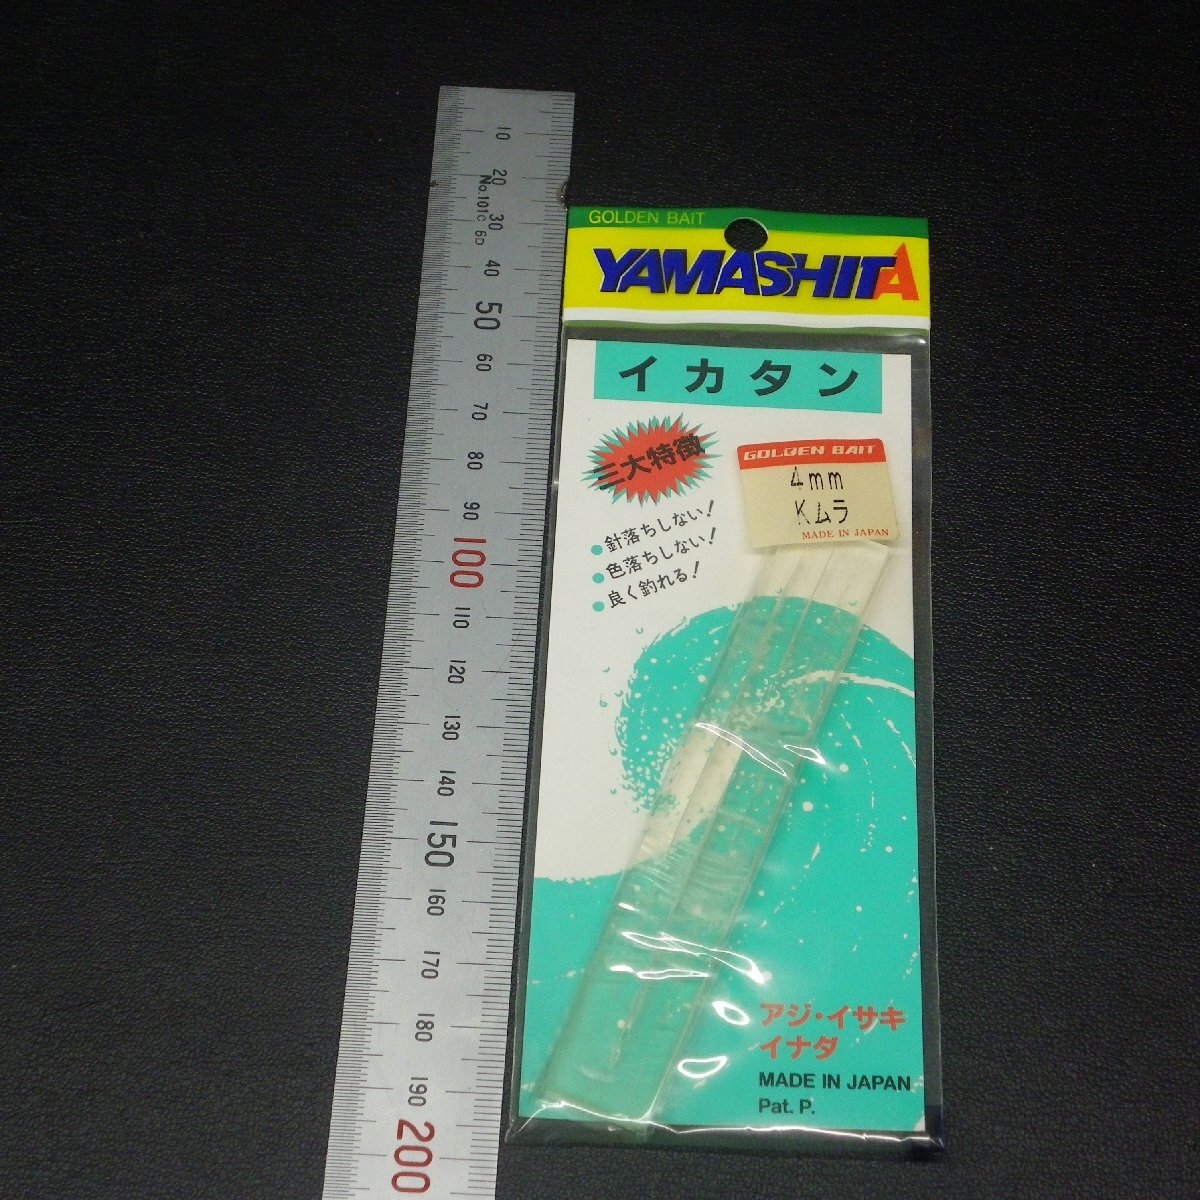 10
20
No.101C 6D
30
40
50
60
70
80
90
100
110
120
130
140
150
160
170
180
190
200
GOLDEN BAIT
YAMASHITA
イカタン
三大特徴
GOLDEN BAIT
4mm
Kムラ
MADE IN JAPAN
●針落ちしない!
●色落ちしない!
●良く釣れる!
アジ・イサキ
イナダ
MADE IN JAPAN
Pat. P.